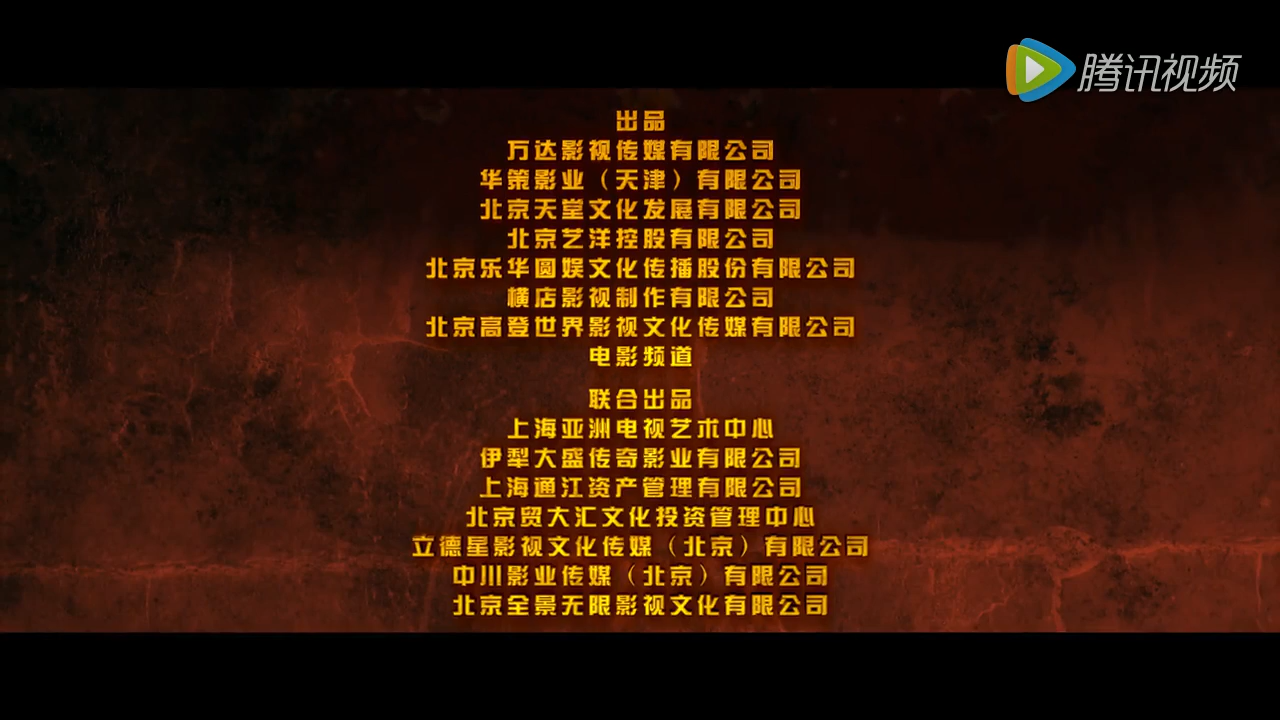 腾讯视频
出品
万达影视传媒有限公司
华策影业（天津）有限公司
北京天堂文化发展有限公司
北京艺洋控股有限公司
北京乐华圆娱文化传播股份有限公司
横店影视制作有限公司
北京高登世界影视文化传媒有限公司
电影频道
联合出品
上海亚洲电视艺术中心
伊犁大盛传奇影业有限公司
上海通江资产管理有限公司
北京贸大汇文化投资管理中心
立德星影视文化传媒（北京）有限公司
中川影业传媒（北京）有限公司
北京全景无限影视文化有限公司